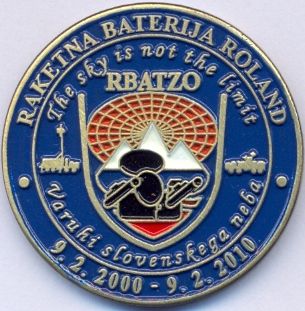 • RAKETNA BATERIJA ROLAND •
The sky is not the limit
RBATZO
Varuhi slovenskega neba
9. 2. 2000 - 9. 2. 2010